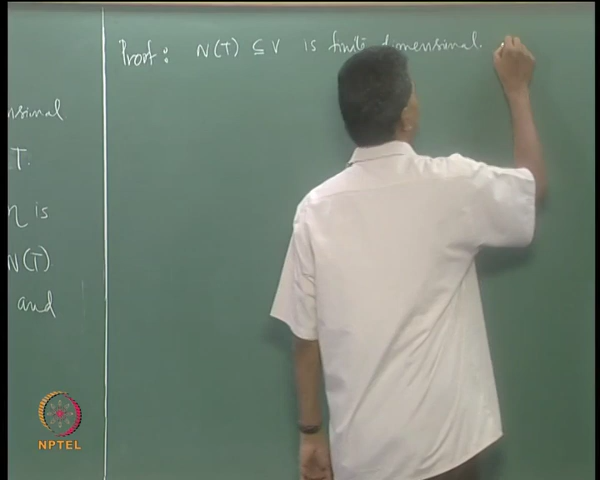 nsional
T.
η is
N(T)
and
Proof : N(T) ⊆ V is finite dimensional.
NPTEL